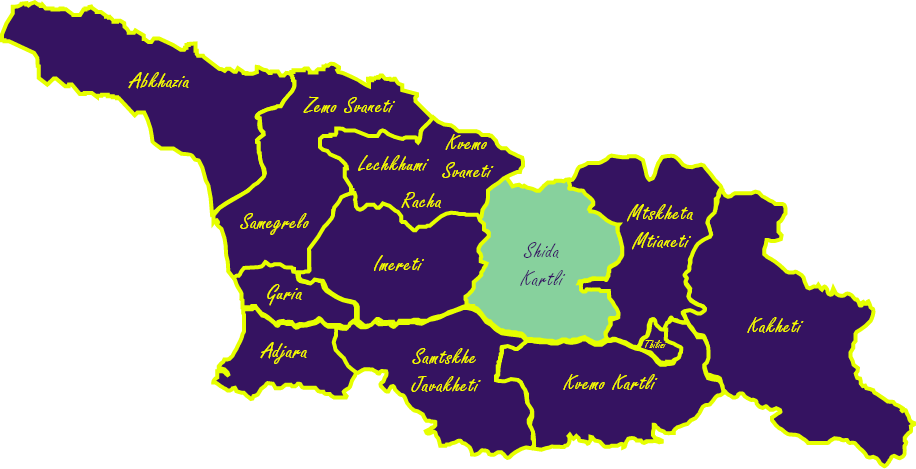 Abkhazia
Zemo Svaneti
Kvemo
Svaneti
Lechkhumi
Racha
Samegrelo
Imereti
Guria
Adjara
Samtskhe
Javakheti
Shida
Kartli
Mtskheta
Mtianeti
Tbilisi
Kvemo Kartli
Kakheti